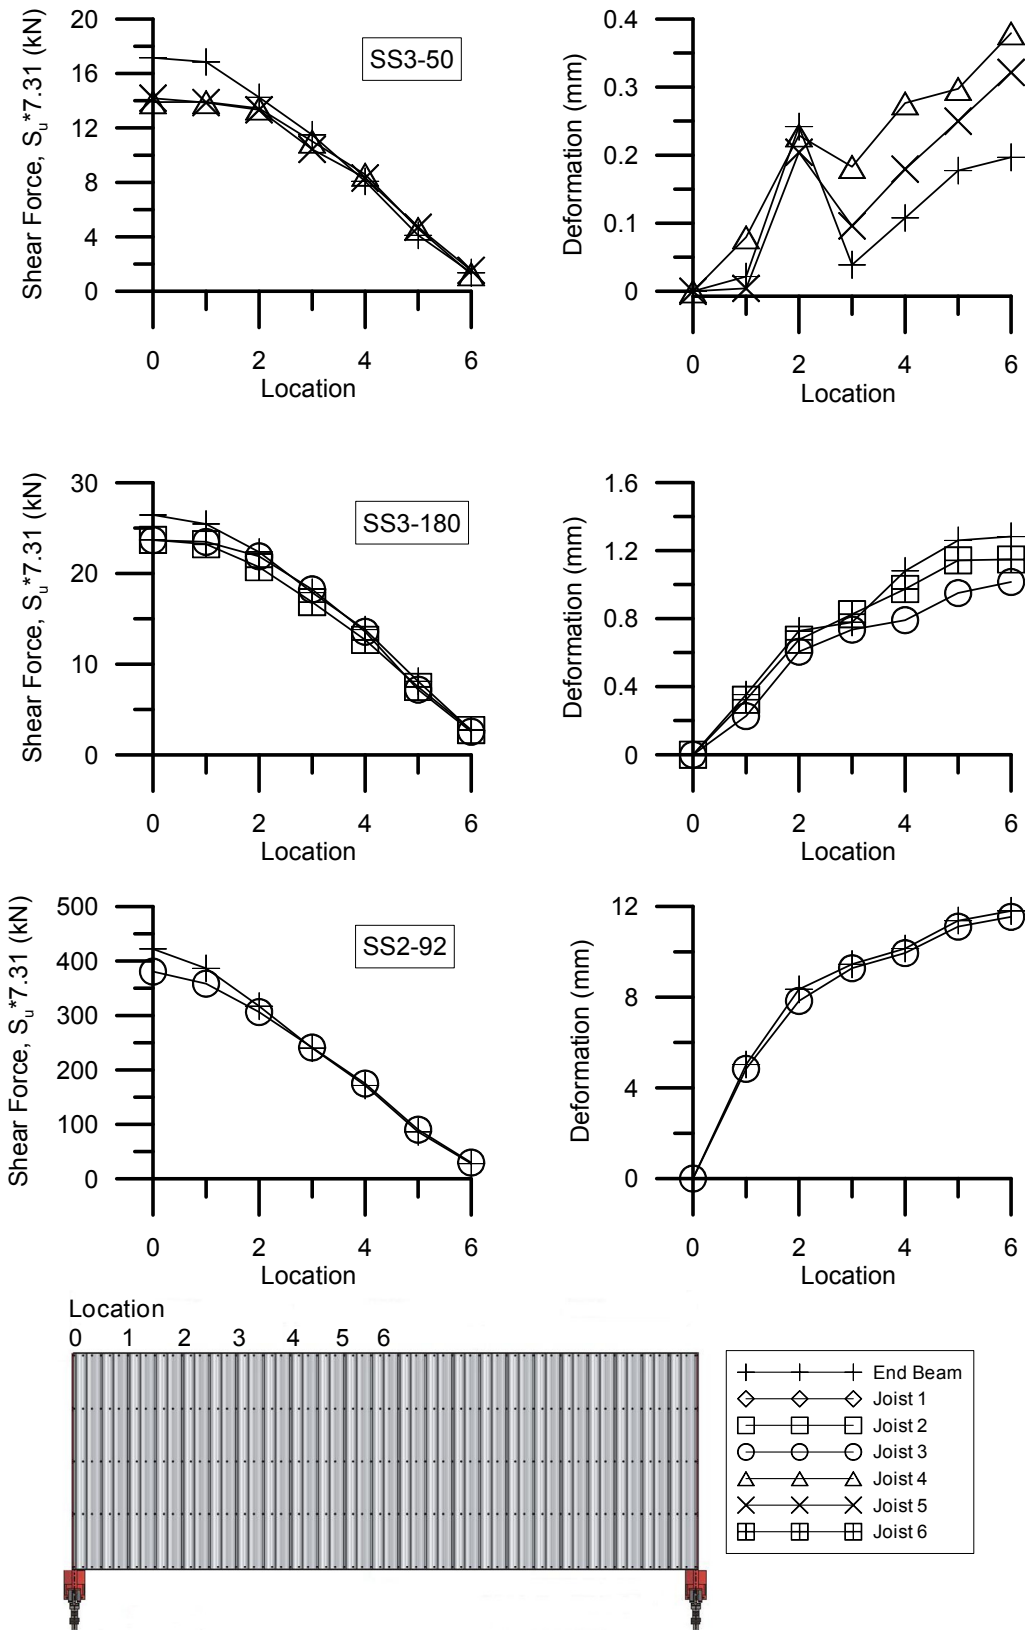 Shear Force, Su*7.31 (kN)
20
16
12
8
4
0
SS3-50
0 2 4 6
Location
Deformation (mm)
0.4
0.3
0.2
0.1
0
0 2 4 6
Location
Shear Force, Su*7.31 (kN)
30
20
10
0
SS3-180
0 2 4 6
Location
Deformation (mm)
1.6
1.2
0.8
0.4
0
0 2 4 6
Location
Shear Force, Su*7.31 (kN)
500
400
300
200
100
0
SS2-92
0 2 4 6
Location
Deformation (mm)
12
8
4
0
0 2 4 6
Location
Location
0 1 2 3 4 5 6
End Beam
Joist 1
Joist 2
Joist 3
Joist 4
Joist 5
Joist 6